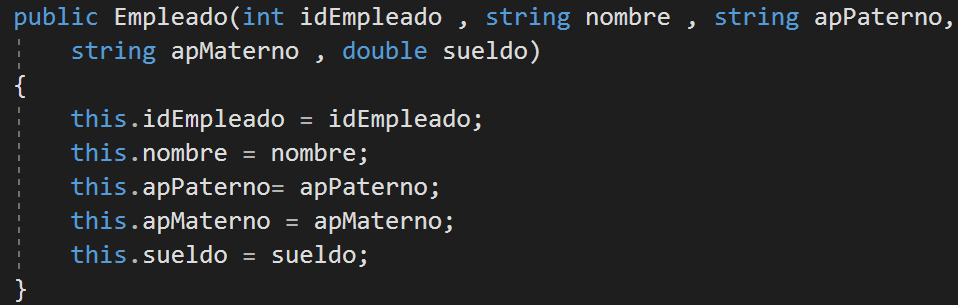 public Empleado(int idEmpleado , string nombre , string apPaterno,
string apMaterno , double sueldo)
{
this.idEmpleado = idEmpleado;
this.nombre = nombre;
this.apPaterno= apPaterno;
this.apMaterno = apMaterno;
this.sueldo = sueldo;
}